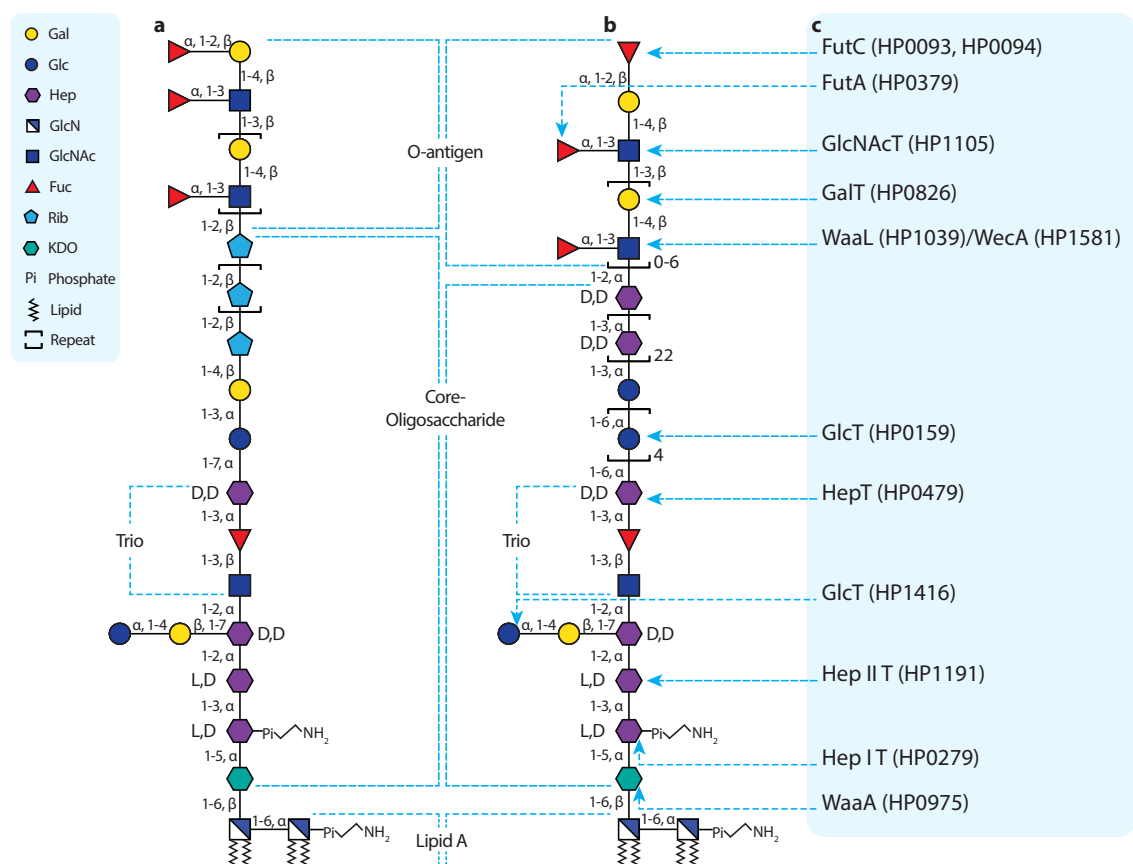 a
b
c
Gal
Glc
Hep
GlcN
GlcNAc
Fuc
Rib
KDO
Pi Phosphate
Lipid
Repeat
α, 1-2, β
1-4, β
α, 1-3
1-3, β
1-4, β
α, 1-3
1-2, β
1-2, β
1-2, β
1-4, β
1-3, α
1-7, α
D,D
1-3, α
Trio
1-3, β
1-2, α
α, 1-4
β, 1-7
D,D
1-2, α
L,D
1-3, α
L,D
Pi
NH2
1-5, α
1-6, β
1-6, α
Pi
NH2
O-antigen
Core-
Oligosaccharide
Lipid A
α, 1-2, β
1-4, β
α, 1-3
1-3, β
1-4, β
α, 1-3
0-6
1-2, α
D,D
1-3, α
D,D
22
1-3, α
1-6, α
4
1-6, α
D,D
1-3, α
Trio
1-3, β
1-2, α
α, 1-4
β, 1-7
D,D
1-2, α
L,D
1-3, α
L,D
Pi
NH2
1-5, α
1-6, β
1-6, α
Pi
NH2
FutC (HP0093, HP0094)
FutA (HP0379)
GlcNAcT (HP1105)
GalT (HP0826)
WaaL (HP1039)/WecA (HP1581)
GlcT (HP0159)
HepT (HP0479)
GlcT (HP1416)
Hep II T (HP1191)
Hep I T (HP0279)
WaaA (HP0975)